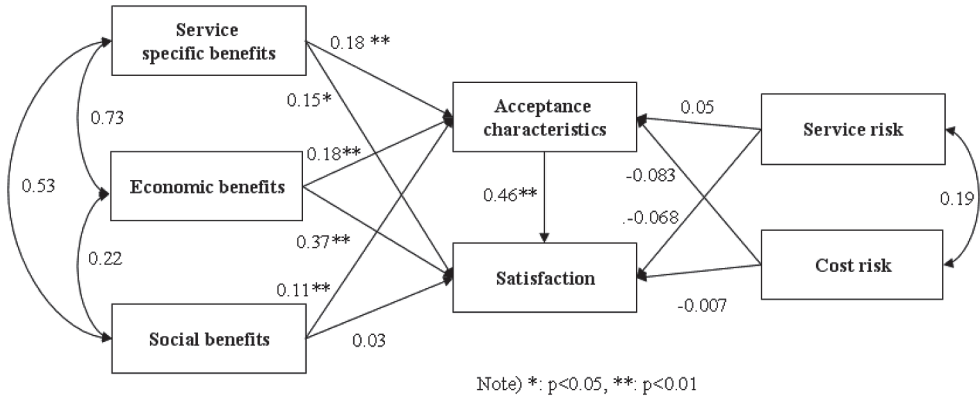 Service
specific benefits
0.18 **
0.15*
Acceptance
characteristics
0.05
Service risk
0.73
0.18**
Economic benefits
0.53
-0.083
0.46**
0.19
.-0.068
0.37**
0.22
Satisfaction
Cost risk
0.11**
-0.007
Social benefits
0.03
Note) *: p<0.05, **: p<0.01